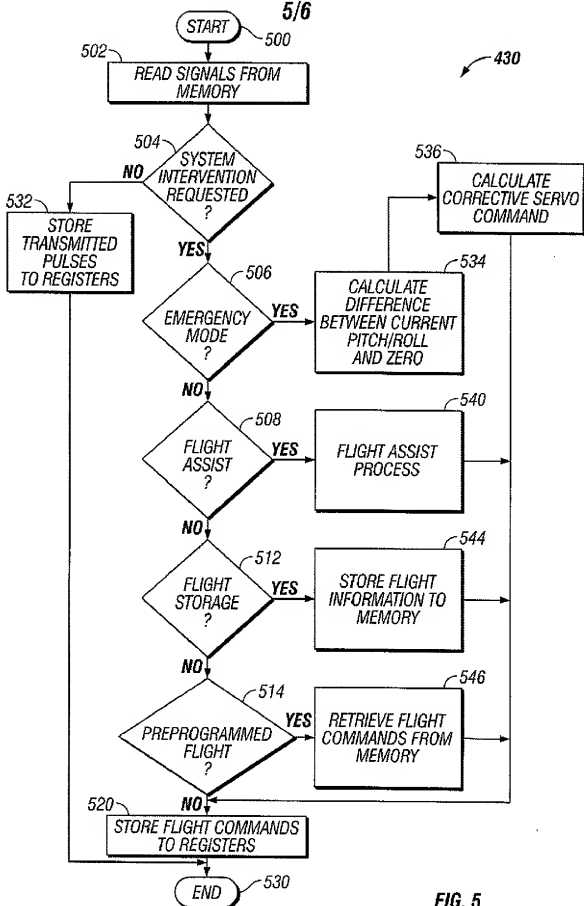 5/6
START
500
502
READ SIGNALS FROM
MEMORY
430
504
SYSTEM
INTERVENTION
REQUESTED
?
NO
YES
532
STORE
TRANSMITTED
PULSES
TO REGISTERS
536
CALCULATE
CORRECTIVE SERVO
COMMAND
506
EMERGENCY
MODE
?
YES
NO
534
CALCULATE
DIFFERENCE
BETWEEN CURRENT
PITCH/ROLL
AND ZERO
508
FLIGHT
ASSIST
?
YES
NO
540
FLIGHT ASSIST
PROCESS
512
FLIGHT
STORAGE
?
YES
NO
544
STORE FLIGHT
INFORMATION TO
MEMORY
514
PREPROGRAMMED
FLIGHT
?
YES
NO
546
RETRIEVE FLIGHT
COMMANDS FROM
MEMORY
520
STORE FLIGHT COMMANDS
TO REGISTERS
END
530
FIG. 5